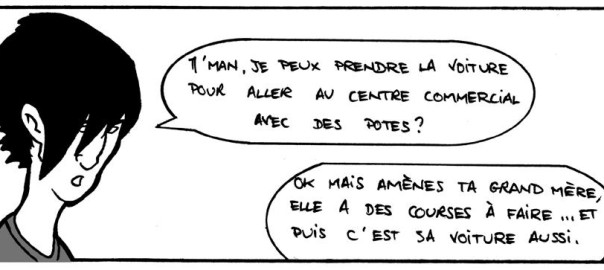 M'MAN, JE PEUX PRENDRE LA VOITURE
POUR ALLER AU CENTRE COMMERCIAL
AVEC DES POTES?
OK MAIS AMÈNES TA GRAND MÈRE,
ELLE A DES COURSES À FAIRE...ET
PUIS C'EST SA VOITURE AUSSI.